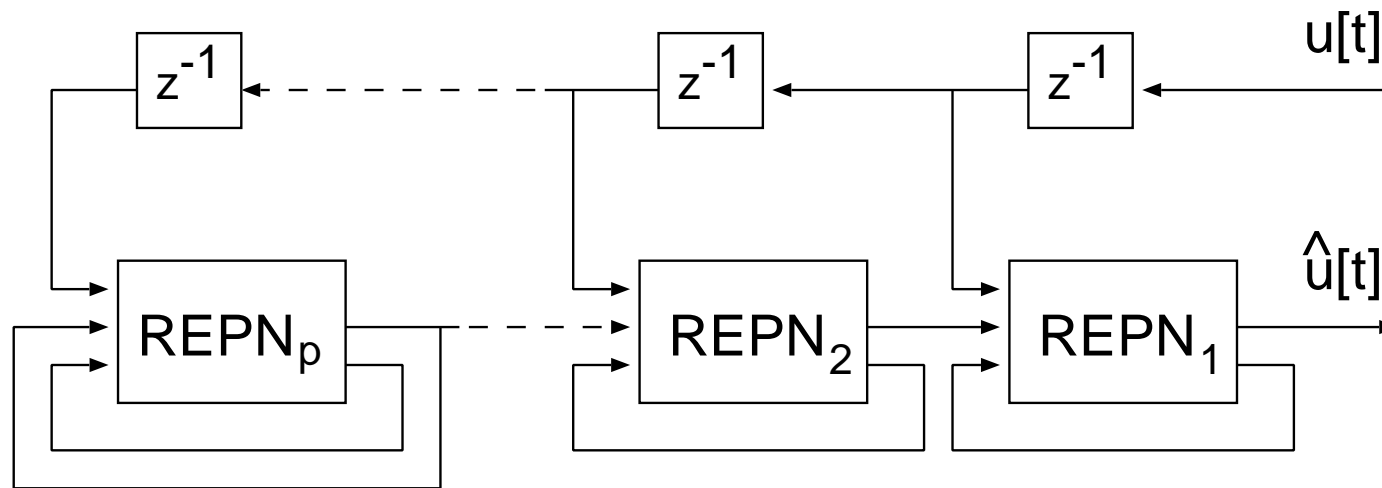 u[t]
z⁻¹
z⁻¹
z⁻¹
û[t]
REPNₚ
REPN₂
REPN₁